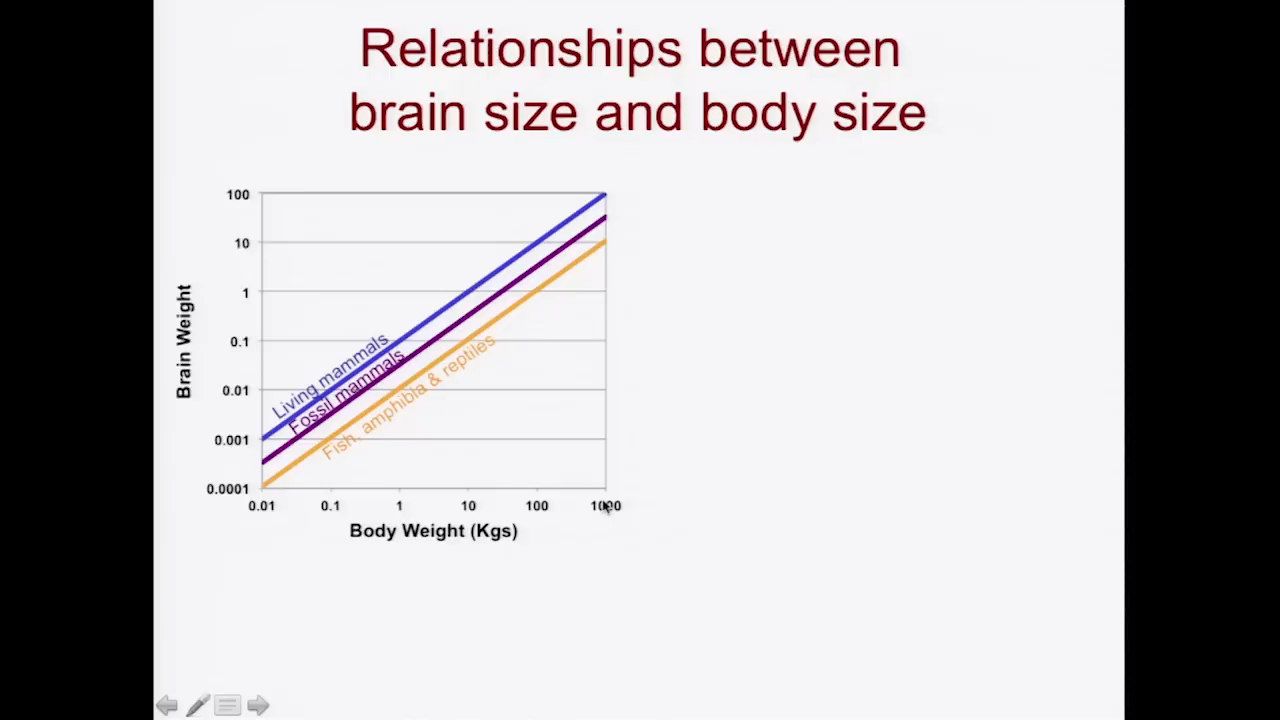 Relationships between
brain size and body size
100
10
1
0.1
0.01
0.001
0.0001
Brain Weight
Living mammals
Fossil mammals
Fish, amphibia & reptiles
0.01 0.1 1 10 100 1000
Body Weight (Kgs)